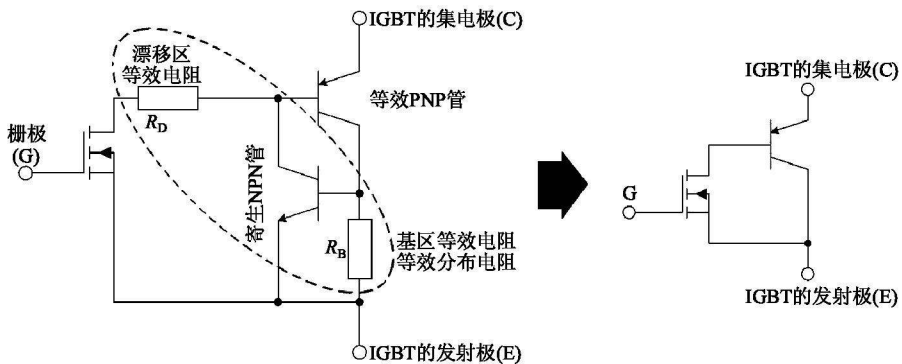 IGBT的集电极(C)
漂移区
等效电阻
R_D
等效PNP管
栅极
(G)
寄生NPN管
R_B
基区等效电阻
等效分布电阻
IGBT的发射极(E)
IGBT的集电极(C)
G
IGBT的发射极(E)